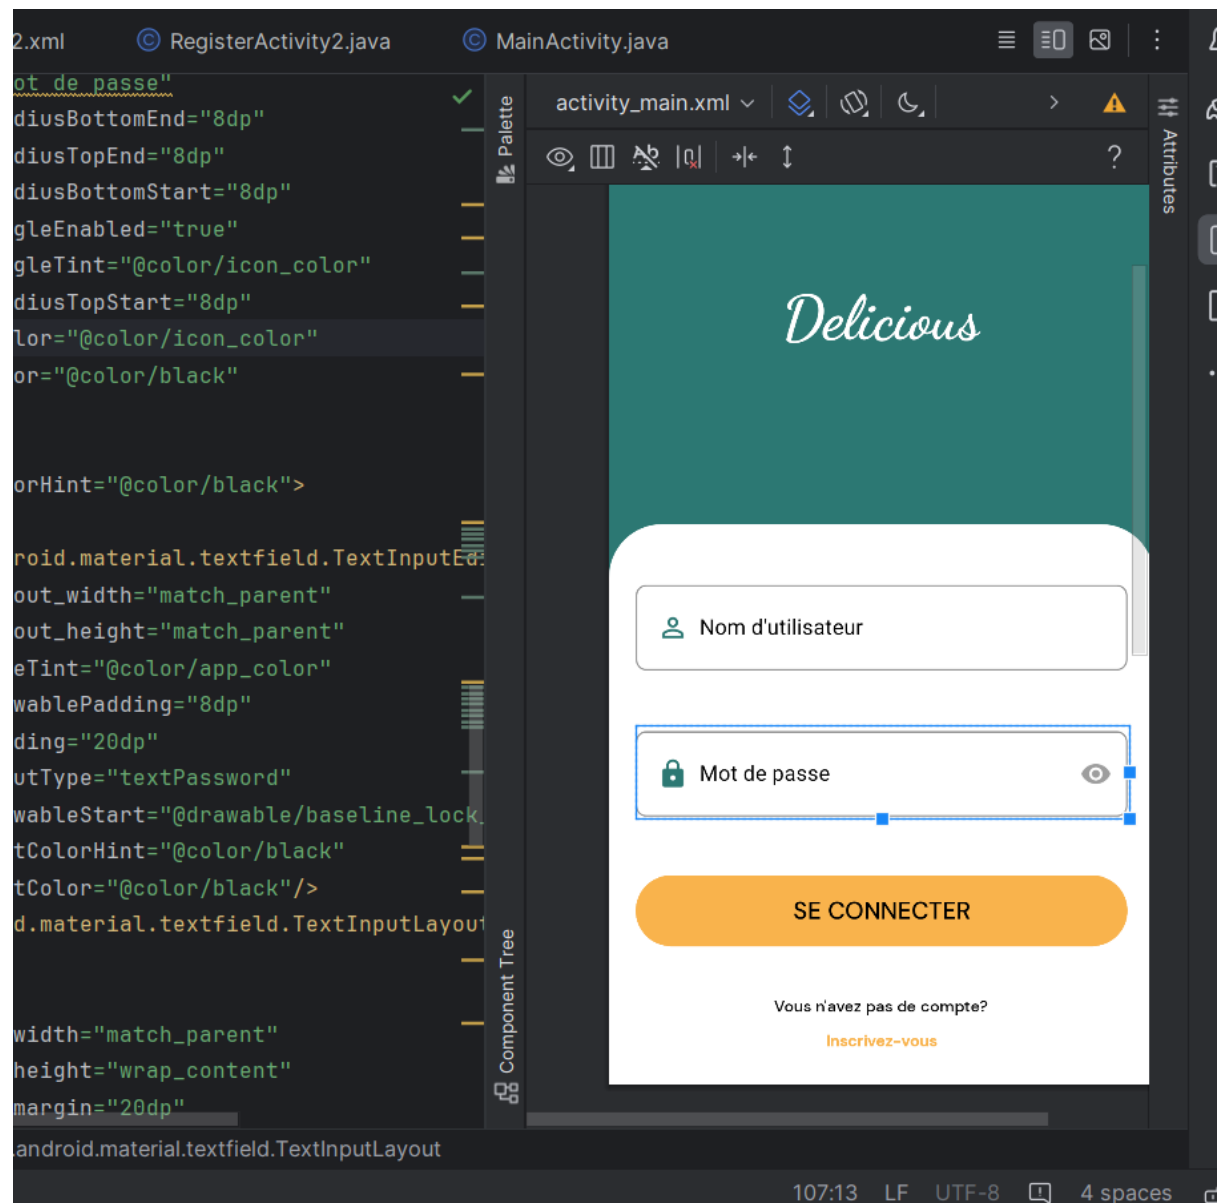 2.xml RegisterActivity2.java MainActivity.java
ot de passe"
diusBottomEnd="8dp"
diusTopEnd="8dp"
diusBottomStart="8dp"
gleEnabled="true"
gleTint="@color/icon_color"
diusTopStart="8dp"
lor="@color/icon_color"
or="@color/black"
orHint="@color/black">
roid.material.textfield.TextInputEd
out_width="match_parent"
out_height="match_parent"
eTint="@color/app_color"
wablePadding="8dp"
ding="20dp"
utType="textPassword"
wableStart="@drawable/baseline_lock_
tColorHint="@color/black"
tColor="@color/black"/>
d.material.textfield.TextInputLayout
width="match_parent"
height="wrap_content"
margin="20dp"
Palette
Component Tree
activity_main.xml
Attributes
Delicious
Nom d'utilisateur
Mot de passe
SE CONNECTER
Vous n'avez pas de compte?
Inscrivez-vous
.android.material.textfield.TextInputLayout
107:13 LF UTF-8 4 spaces